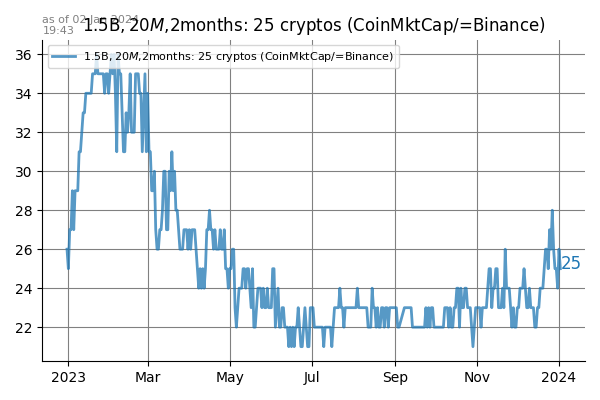 as of 02 Jan 2024
19:43
1.5B,20M,2months: 25 cryptos (CoinMktCap/=Binance)
1.5B,20M,2months: 25 cryptos (CoinMktCap/=Binance)
36
34
32
30
28
26
24
22
25
2023 Mar May Jul Sep Nov 2024